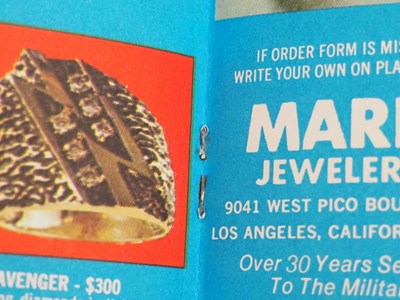 AVENGER - $300
IF ORDER FORM IS MIS
WRITE YOUR OWN ON PLA
MARK
JEWELER
9041 WEST PICO BOU
LOS ANGELES, CALIFOR
Over 30 Years Se
To The Milita